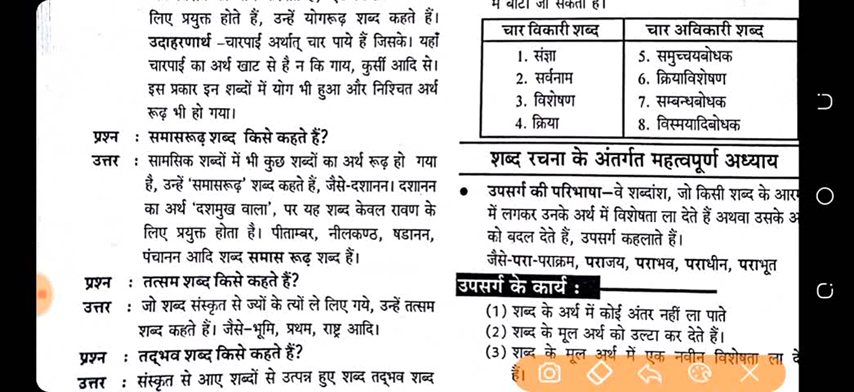 लिए प्रयुक्त होते हैं, उन्हें योगरूढ़ शब्द कहते हैं।
उदाहरणार्थ –चारपाई अर्थात् चार पाये हैं जिसके। यहाँ
चारपाई का अर्थ खाट से है न कि गाय, कुर्सी आदि से।
इस प्रकार इन शब्दों में योग भी हुआ और निश्चित अर्थ
रूढ़ भी हो गया।
प्रश्न : समासरूढ़ शब्द किसे कहते हैं?
उत्तर : सामसिक शब्दों में भी कुछ शब्दों का अर्थ रूढ़ हो गया
है, उन्हें ‘समासरूढ़’ शब्द कहते हैं, जैसे-दशानन। दशानन
का अर्थ ‘दशमुख वाला’, पर यह शब्द केवल रावण के
लिए प्रयुक्त होता है। पीताम्बर, नीलकण्ठ, षडानन,
पंचानन आदि शब्द समास रूढ़ शब्द हैं।
प्रश्न : तत्सम शब्द किसे कहते हैं?
उत्तर : जो शब्द संस्कृत से ज्यों के त्यों ले लिए गये, उन्हें तत्सम
शब्द कहते हैं। जैसे–भूमि, प्रथम, राष्ट्र आदि।
प्रश्न : तद्भव शब्द किसे कहते हैं?
उत्तर : संस्कृत से आए शब्दों से उत्पन्न हुए शब्द तद्भव शब्द
में बाँटा जा सकता है।
चार विकारी शब्द चार अविकारी शब्द
1. संज्ञा 5. समुच्चयबोधक
2. सर्वनाम 6. क्रियाविशेषण
3. विशेषण 7. सम्बन्धबोधक
4. क्रिया 8. विस्मयादिबोधक
शब्द रचना के अंतर्गत महत्वपूर्ण अध्याय
• उपसर्ग की परिभाषा–वे शब्दांश, जो किसी शब्द के आर
में लगकर उनके अर्थ में विशेषता ला देते हैं अथवा उसके अ
को बदल देते हैं, उपसर्ग कहलाते हैं।
जैसे-परा-पराक्रम, पराजय, पराभव, पराधीन, पराभूत
उपसर्ग के कार्य :
(1) शब्द के अर्थ में कोई अंतर नहीं ला पाते
(2) शब्द के मूल अर्थ को उल्टा कर देते हैं।
(3) शब्द के मूल अर्थ में एक नवीन विशेषता ला दे
हैं।